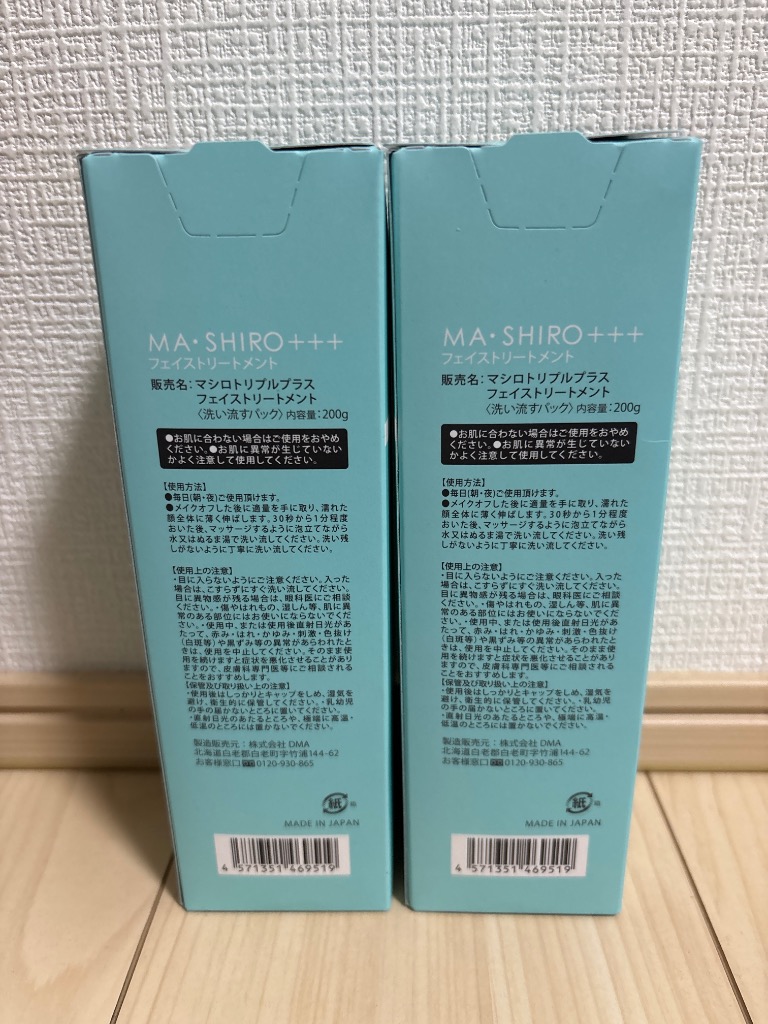 MA・SHIRO+++
フェイストリートメント
販売名：マシロトリプルプラス
フェイストリートメント
〈洗い流すパック〉内容量：200g
●お肌に合わない場合はご使用をおやめ
ください。●お肌に異常が生じていない
かよく注意して使用してください。
【使用方法】
●毎日(朝・夜)ご使用頂けます。
●メイクオフした後に適量を手に取り、濡れた
顔全体に薄く伸ばします。30秒から1分程度
おいた後、マッサージするように泡立てながら
水又はぬるま湯で洗い流してください。洗い残
しがないように丁寧に洗い流してください。
【使用上の注意】
・目に入らないようにご注意ください。入った
場合は、こすらずにすぐ洗い流してください。
目に異物感が残る場合は、眼科医にご相談
ください。・傷やはれもの、湿しん等、肌に異
常のある部位にはお使いにならないでくだ
さい。・使用中、または使用後直射日光があ
たって、赤み・はれ・かゆみ・刺激・色抜け
(白斑等)や黒ずみ等の異常があらわれたと
きは、使用を中止してください。そのまま使
用を続けますと症状を悪化させることがあり
ますので、皮膚科専門医等にご相談される
ことをおすすめします。
【保管及び取り扱い上の注意】
・使用後はしっかりとキャップをしめ、湿気を
避け、衛生的に保管してください。・乳幼児
の手の届かないところに置いてください。
・直射日光のあたるところや、極端に高温・
低温のところには置かないでください。
製造販売元：株式会社 DMA
北海道白老郡白老町字竹浦144-62
お客様窓口 0120-930-865
紙 箱
MADE IN JAPAN
4 571351 469519
MA・SHIRO+++
フェイストリートメント
販売名：マシロトリプルプラス
フェイストリートメント
〈洗い流すパック〉内容量：200g
●お肌に合わない場合はご使用をおやめ
ください。●お肌に異常が生じていない
かよく注意して使用してください。
【使用方法】
●毎日(朝・夜)ご使用頂けます。
●メイクオフした後に適量を手に取り、濡れた
顔全体に薄く伸ばします。30秒から1分程度
おいた後、マッサージするように泡立てながら
水又はぬるま湯で洗い流してください。洗い残
しがないように丁寧に洗い流してください。
【使用上の注意】
・目に入らないようにご注意ください。入った
場合は、こすらずにすぐ洗い流してください。
目に異物感が残る場合は、眼科医にご相談
ください。・傷やはれもの、湿しん等、肌に異
常のある部位にはお使いにならないでくだ
さい。・使用中、または使用後直射日光があ
たって、赤み・はれ・かゆみ・刺激・色抜け
(白斑等)や黒ずみ等の異常があらわれたと
きは、使用を中止してください。そのまま使
用を続けますと症状を悪化させることがあり
ますので、皮膚科専門医等にご相談される
ことをおすすめします。
【保管及び取り扱い上の注意】
・使用後はしっかりとキャップをしめ、湿気を
避け、衛生的に保管してください。・乳幼児
の手の届かないところに置いてください。
・直射日光のあたるところや、極端に高温・
低温のところには置かないでください。
製造販売元：株式会社 DMA
北海道白老郡白老町字竹浦144-62
お客様窓口 0120-930-865
紙 箱
MADE IN JAPAN
4 571351 469519